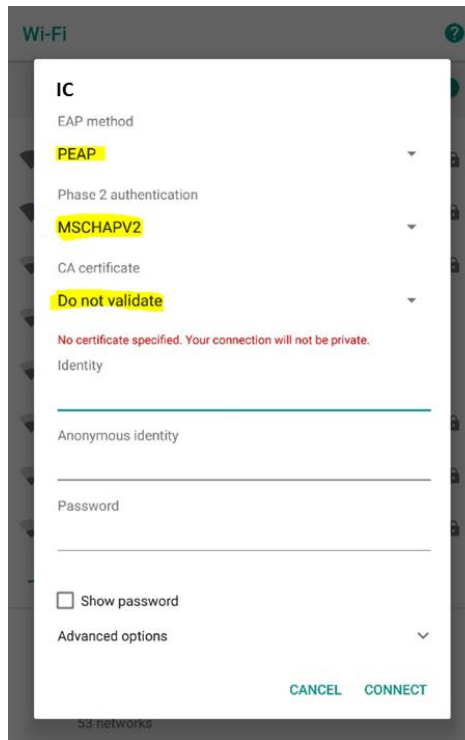 Wi-Fi
IC
EAP method
PEAP
Phase 2 authentication
MSCHAPV2
CA certificate
Do not validate
No certificate specified. Your connection will not be private.
Identity
Anonymous identity
Password
Show password
Advanced options
CANCEL CONNECT
53 networks